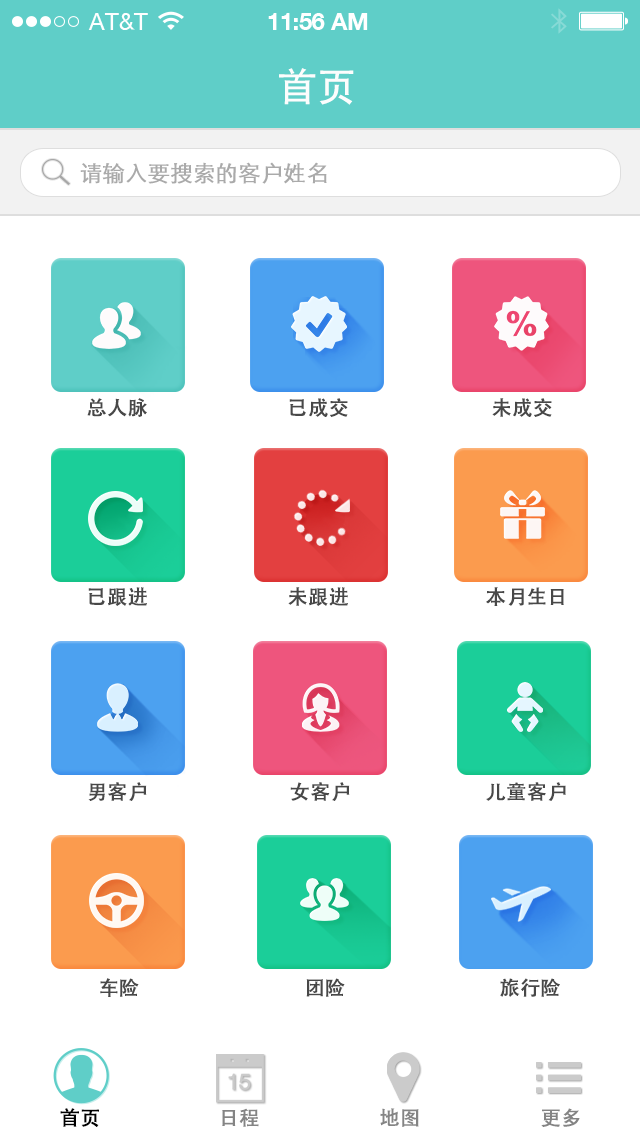 AT&T 11:56 AM
首页
请输入要搜索的客户姓名
总人脉 已成交 未成交
%
已跟进 未跟进 本月生日
男客户 女客户 儿童客户
车险 团险 旅行险
15
首页 日程 地图 更多